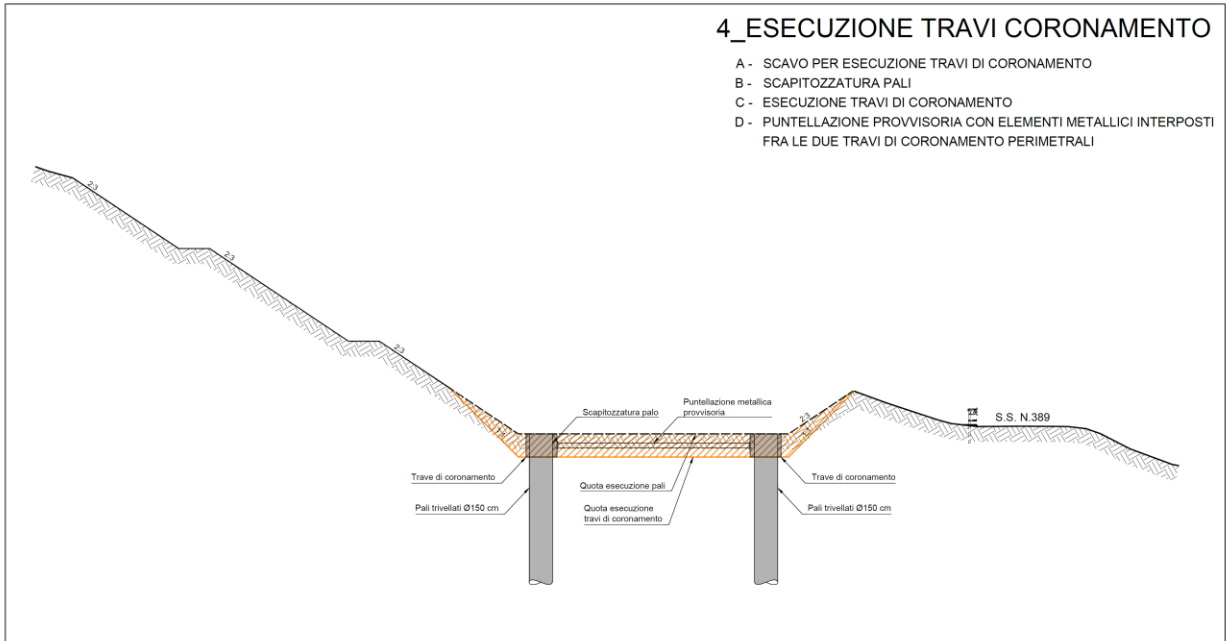 4_ESECUZIONE TRAVI CORONAMENTO
A - SCAVO PER ESECUZIONE TRAVI DI CORONAMENTO
B - SCAPITOZZATURA PALI
C - ESECUZIONE TRAVI DI CORONAMENTO
D - PUNTELLAZIONE PROVVISORIA CON ELEMENTI METALLICI INTERPOSTI
FRA LE DUE TRAVI DI CORONAMENTO PERIMETRALI
2:3
2:3
2:3
Scapitozzatura palo
Puntellazione metallica
provvisoria
2:3
S.S. N.389
Trave di coronamento
Quota esecuzione pali
Trave di coronamento
Pali trivellati Ø150 cm
Quota esecuzione
travi di coronamento
Pali trivellati Ø150 cm